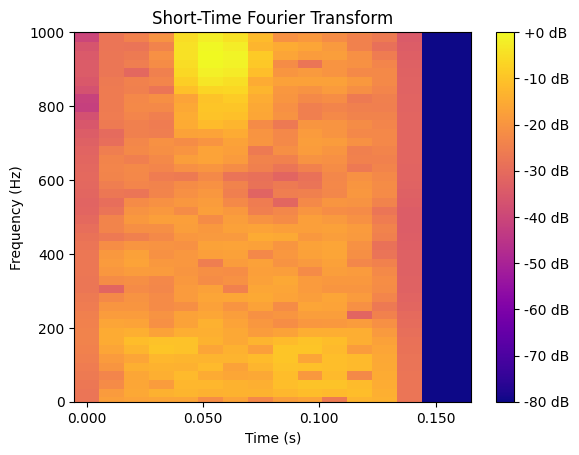 Short-Time Fourier Transform
1000
800
600
400
200
0
Frequency (Hz)
0.000
0.050
0.100
0.150
Time (s)
+0 dB
-10 dB
-20 dB
-30 dB
-40 dB
-50 dB
-60 dB
-70 dB
-80 dB